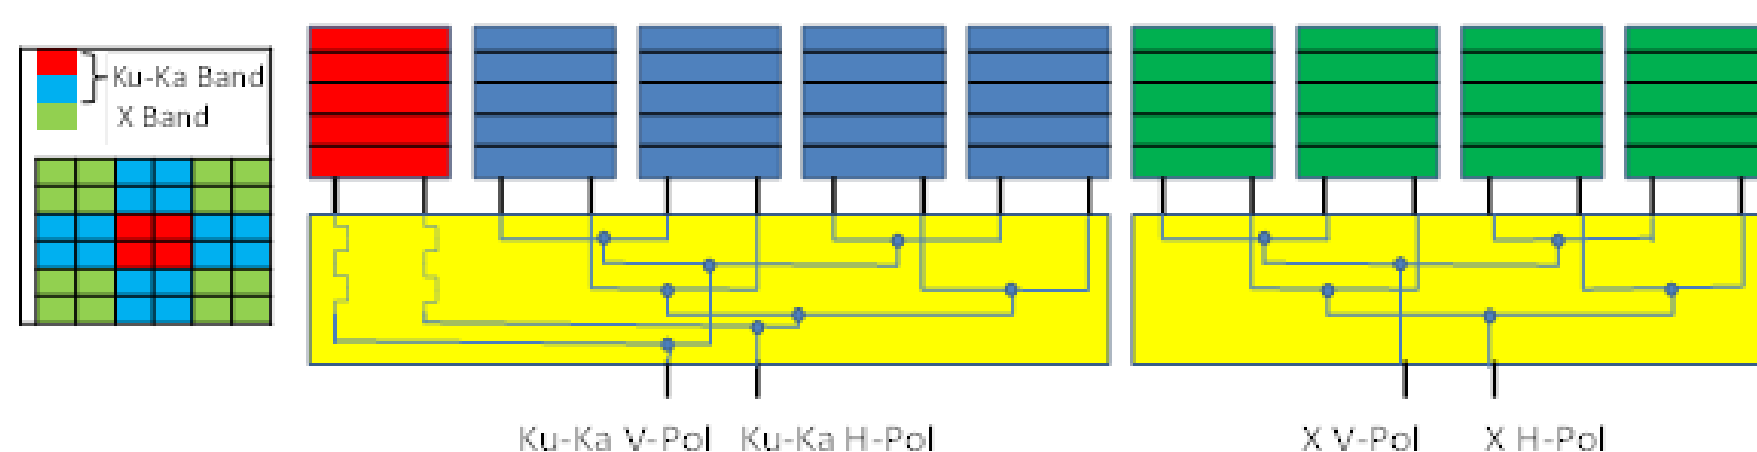 Ku-Ka Band
X Band
Ku-Ka V-Pol
Ku-Ka H-Pol
X V-Pol
X H-Pol